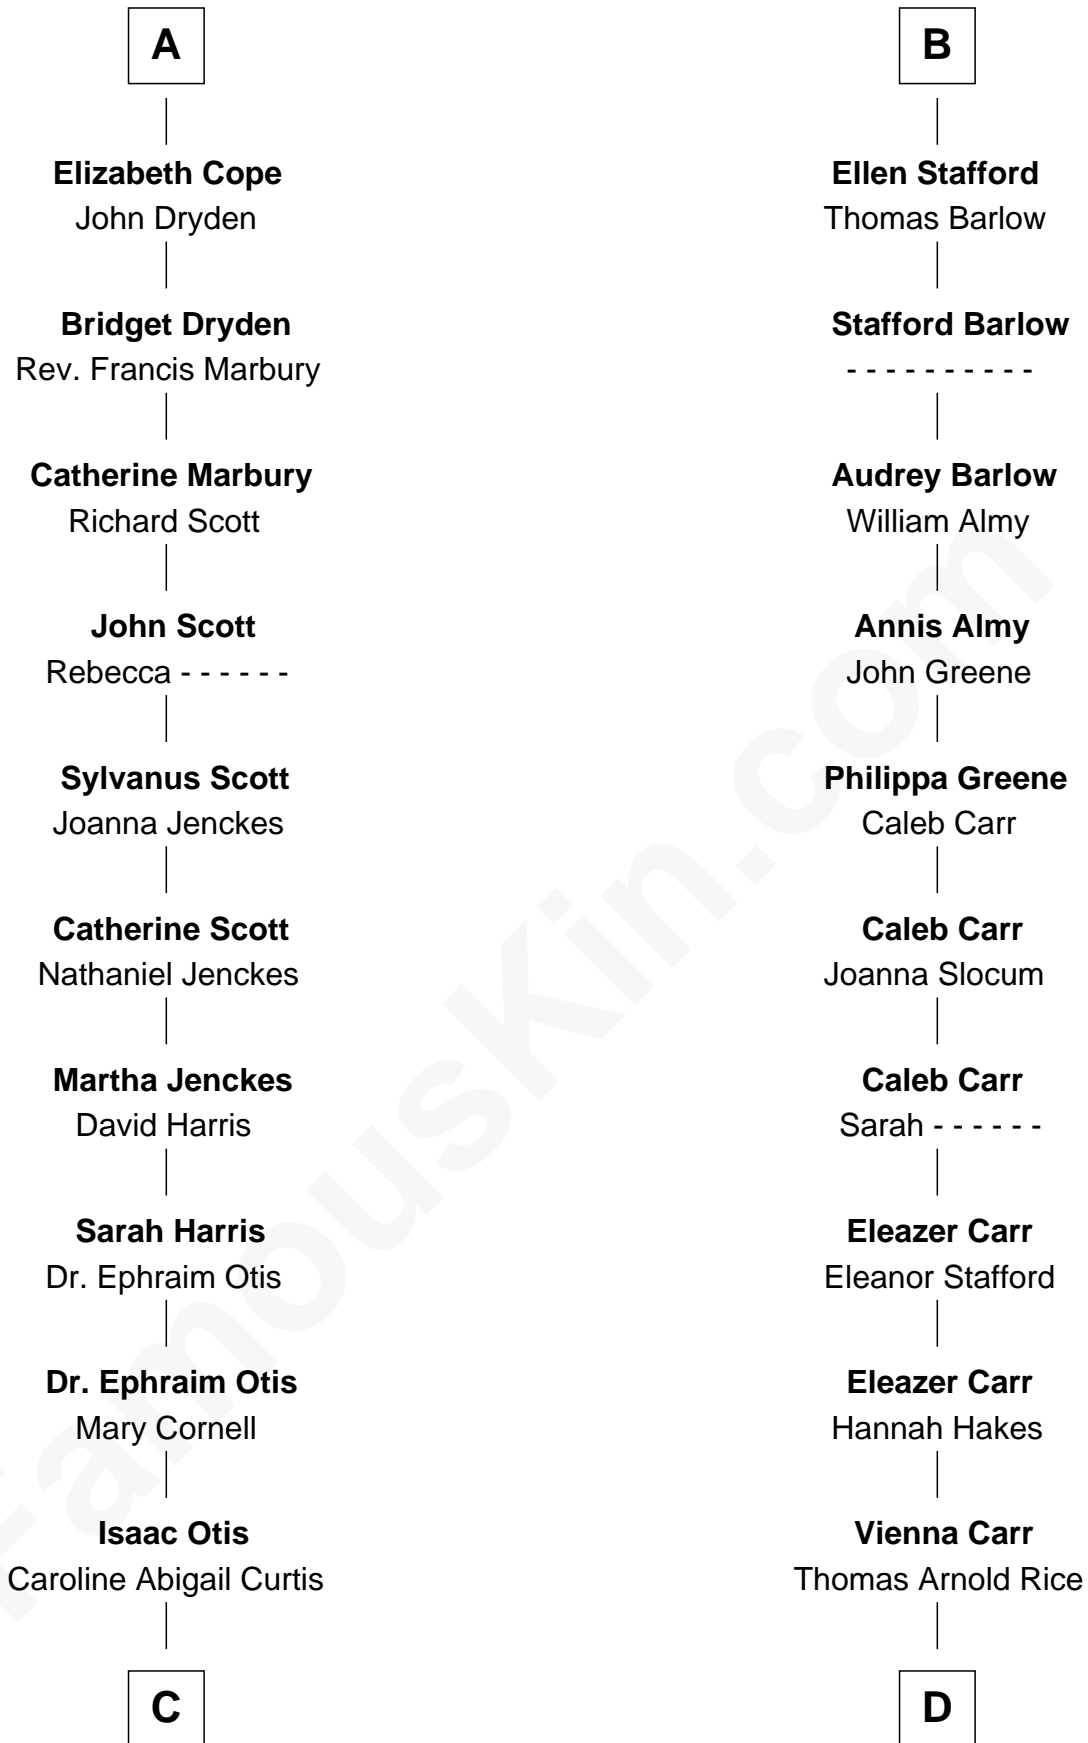 A
Elizabeth Cope
John Dryden
Bridget Dryden
Rev. Francis Marbury
Catherine Marbury
Richard Scott
John Scott
Rebecca - - - - - -
Sylvanus Scott
Joanna Jenckes
Catherine Scott
Nathaniel Jenckes
Martha Jenckes
David Harris
Sarah Harris
Dr. Ephraim Otis
Dr. Ephraim Otis
Mary Cornell
Isaac Otis
Caroline Abigail Curtis
C
B
Ellen Stafford
Thomas Barlow
Stafford Barlow
- - - - - - - - - -
Audrey Barlow
William Almy
Annis Almy
John Greene
Philippa Greene
Caleb Carr
Caleb Carr
Joanna Slocum
Caleb Carr
Sarah - - - - - -
Eleazer Carr
Eleanor Stafford
Eleazer Carr
Hannah Hakes
Vienna Carr
Thomas Arnold Rice
D
FamousKin.com